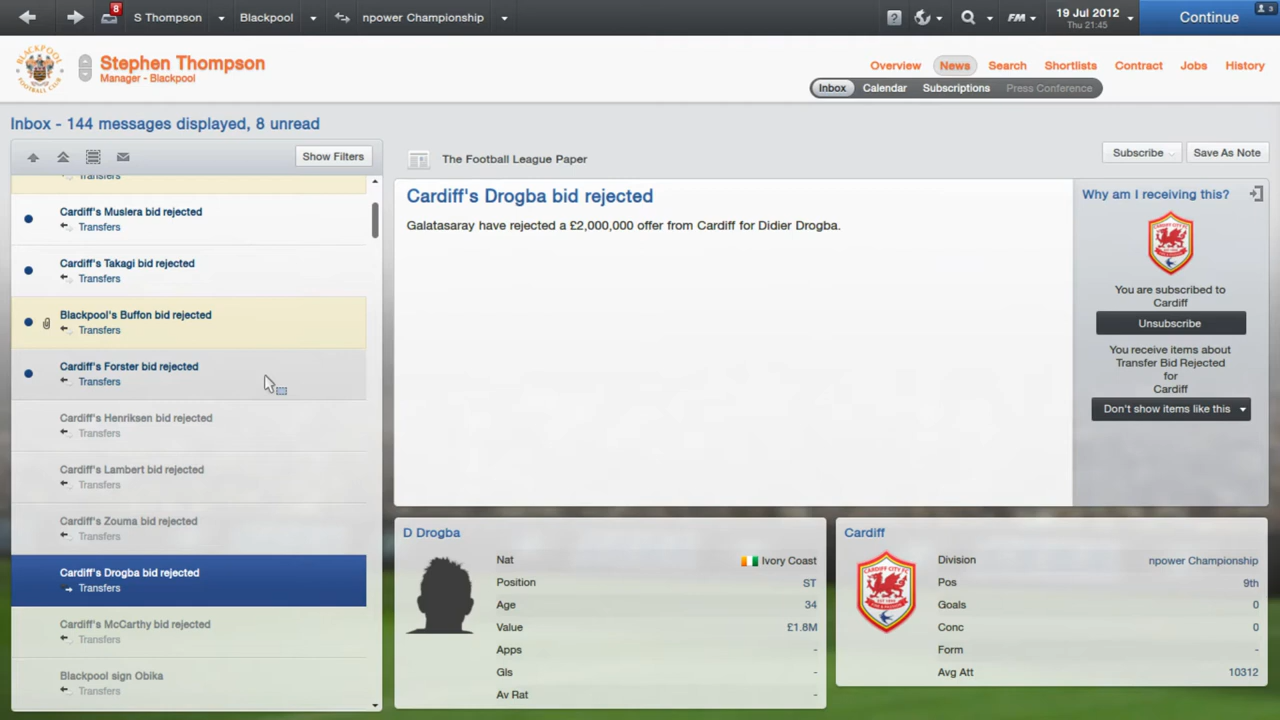 8
S Thompson
Blackpool
npower Championship
?
FM
19 Jul 2012
Thu 21:45
Continue
3
Stephen Thompson
Manager - Blackpool
Overview
News
Search
Shortlists
Contract
Jobs
History
Inbox
Calendar
Subscriptions
Press Conference
Inbox - 144 messages displayed, 8 unread
Show Filters
Transfers
Cardiff's Muslera bid rejected
Transfers
Cardiff's Takagi bid rejected
Transfers
Blackpool's Buffon bid rejected
Transfers
Cardiff's Forster bid rejected
Transfers
Cardiff's Henriksen bid rejected
Transfers
Cardiff's Lambert bid rejected
Transfers
Cardiff's Zouma bid rejected
Transfers
Cardiff's Drogba bid rejected
Transfers
Cardiff's McCarthy bid rejected
Transfers
Blackpool sign Obika
Transfers
The Football League Paper
Subscribe
Save As Note
Cardiff's Drogba bid rejected
Galatasaray have rejected a £2,000,000 offer from Cardiff for Didier Drogba.
Why am I receiving this?
You are subscribed to
Cardiff
Unsubscribe
You receive items about
Transfer Bid Rejected
for
Cardiff
Don't show items like this
D Drogba
Nat Ivory Coast
Position ST
Age 34
Value £1.8M
Apps -
Gls -
Av Rat -
Cardiff
Division npower Championship
Pos 9th
Goals 0
Conc 0
Form -
Avg Att 10312